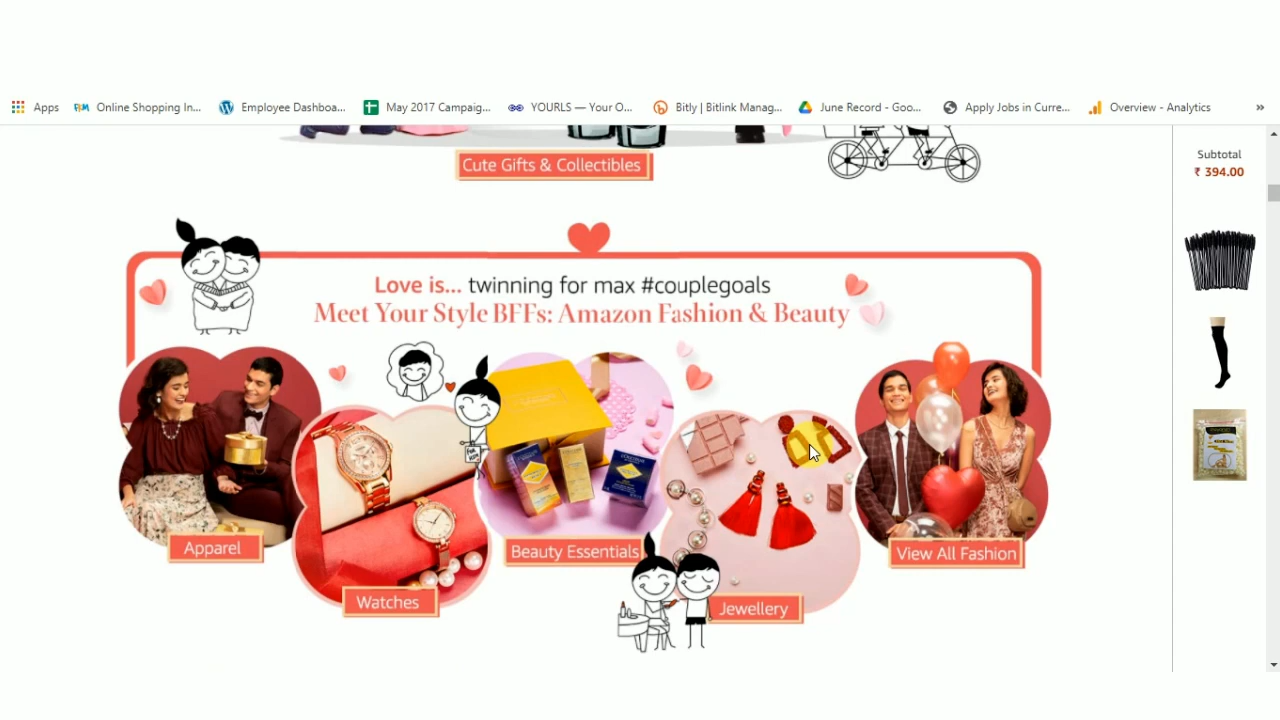 Apps
Online Shopping In...
Employee Dashboa...
May 2017 Campaig...
YOURLS — Your O...
Bitly | Bitlink Manag...
June Record - Goo...
Apply Jobs in Curre...
Overview - Analytics
»
Subtotal
₹ 394.00
Cute Gifts & Collectibles
Love is... twinning for max #couplegoals
Meet Your Style BFFs: Amazon Fashion & Beauty
Apparel
Watches
Beauty Essentials
Jewellery
View All Fashion